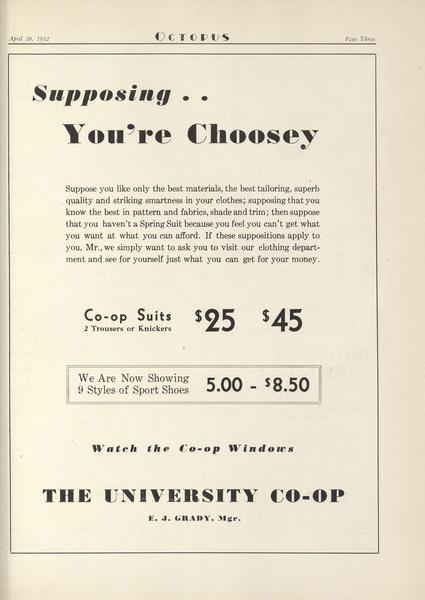 April 20, 1932 OCTOPUS Page Three
Supposing . .
You're Choosey
Suppose you like only the best materials, the best tailoring, superb
quality and striking smartness in your clothes; supposing that you
know the best in pattern and fabrics, shade and trim; then suppose
that you haven't a Spring Suit because you feel you can't get what
you want at what you can afford. If these suppositions apply to
you, Mr., we simply want to ask you to visit our clothing depart-
ment and see for yourself just what you can get for your money.
Co-op Suits $25 $45
2 Trousers or Knickers
We Are Now Showing
9 Styles of Sport Shoes 5.00 - $8.50
Watch the Co-op Windows
THE UNIVERSITY CO-OP
E. J. GRADY, Mgr.